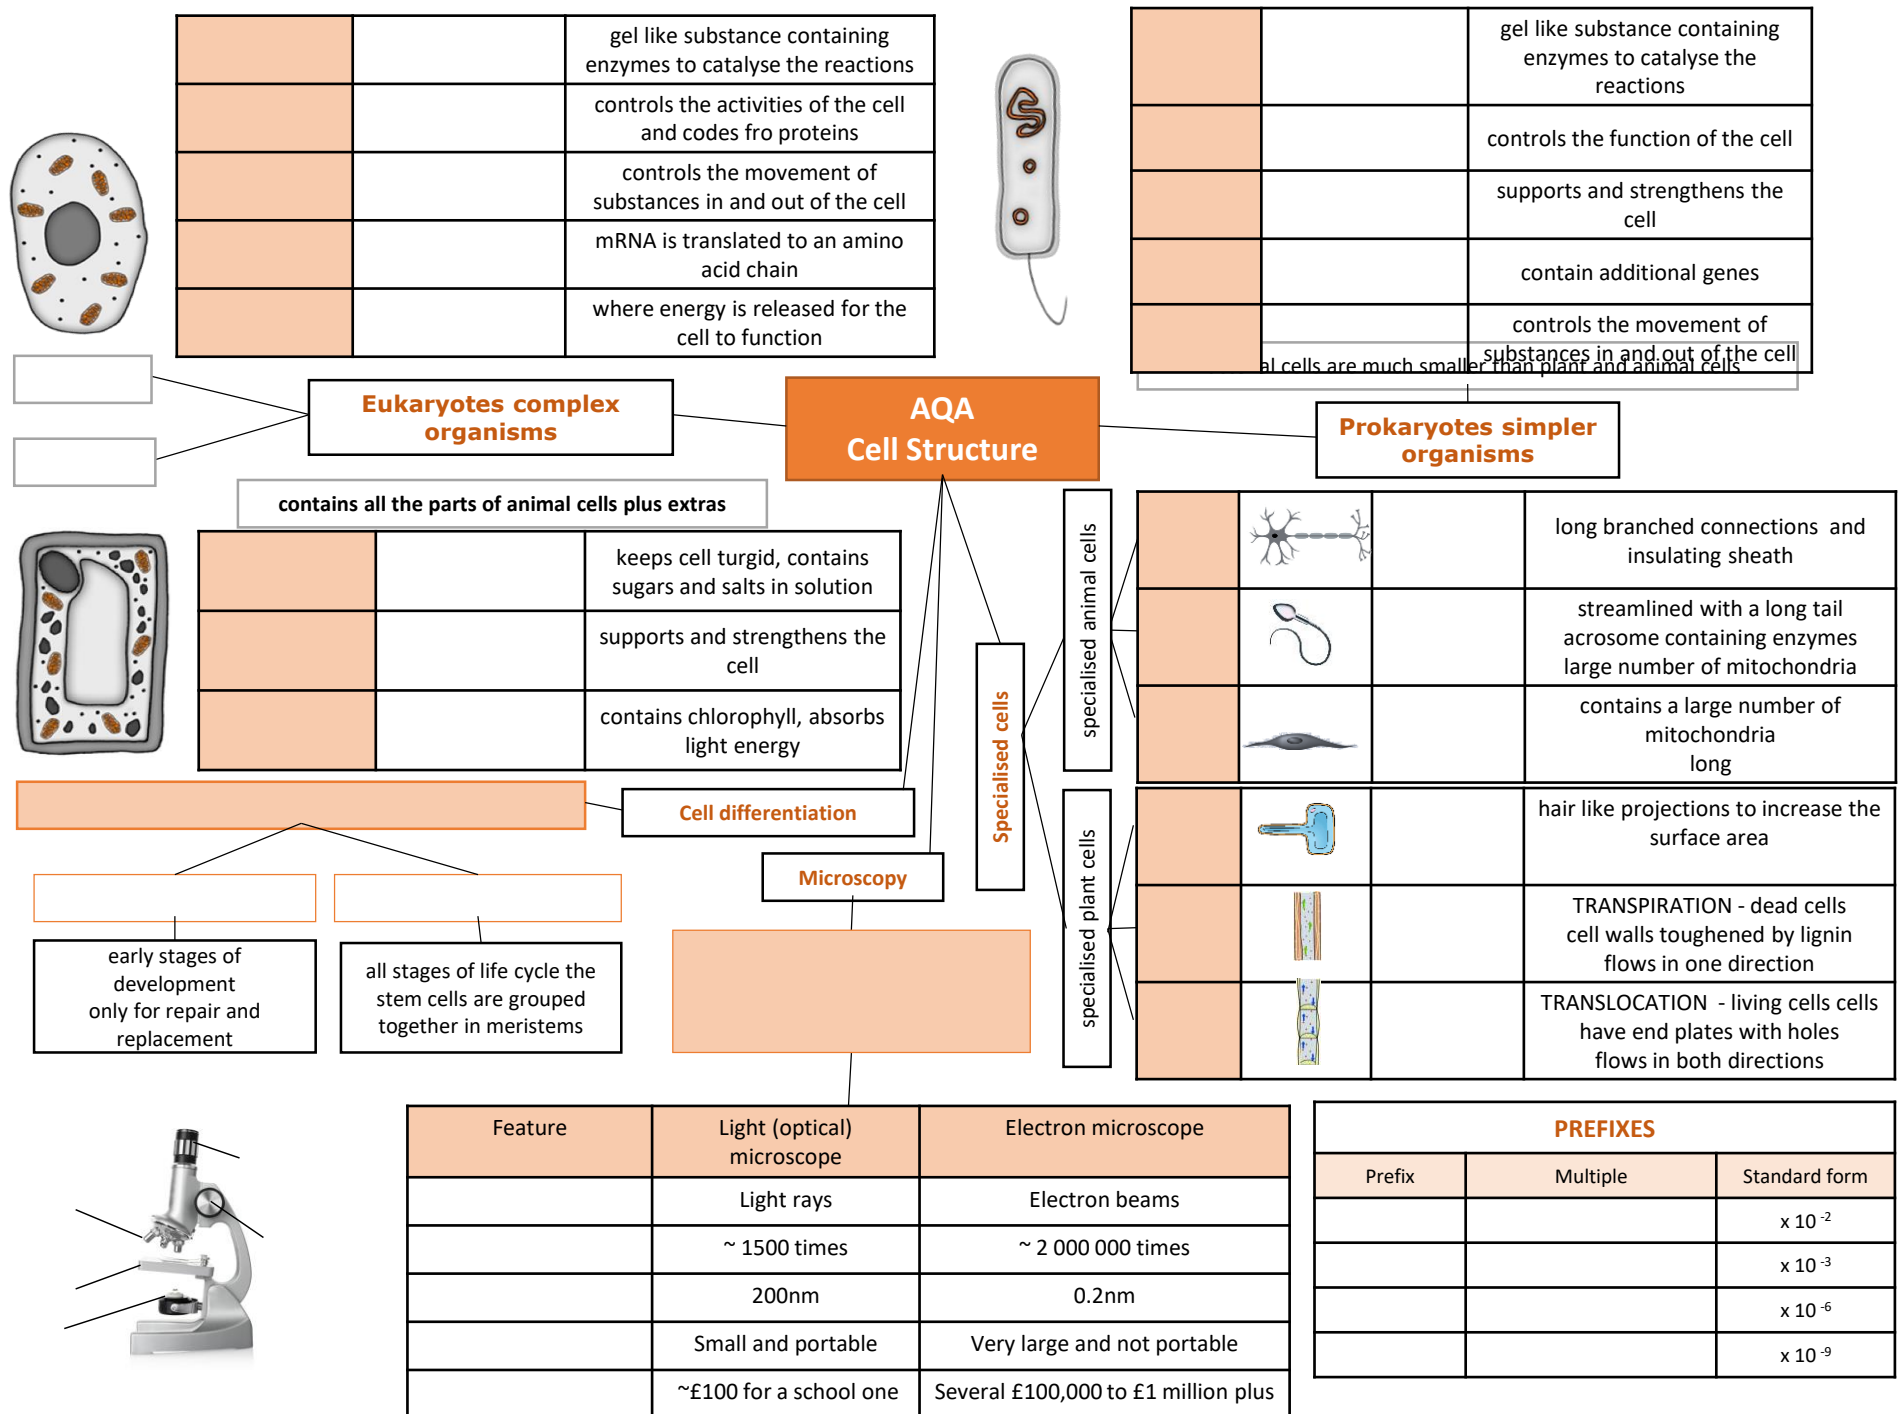 gel like substance containing
enzymes to catalyse the reactions
controls the activities of the cell
and codes fro proteins
controls the movement of
substances in and out of the cell
mRNA is translated to an amino
acid chain
where energy is released for the
cell to function
gel like substance containing
enzymes to catalyse the
reactions
controls the function of the cell
supports and strengthens the
cell
contain additional genes
controls the movement of
substances in and out of the cell
al cells are much smaller than plant and animal cells
Eukaryotes complex
organisms
AQA
Cell Structure
Prokaryotes simpler
organisms
contains all the parts of animal cells plus extras
keeps cell turgid, contains
sugars and salts in solution
supports and strengthens the
cell
contains chlorophyll, absorbs
light energy
Specialised cells
specialised animal cells
long branched connections and
insulating sheath
streamlined with a long tail
acrosome containing enzymes
large number of mitochondria
contains a large number of
mitochondria
long
specialised plant cells
hair like projections to increase the
surface area
TRANSPIRATION - dead cells
cell walls toughened by lignin
flows in one direction
TRANSLOCATION - living cells cells
have end plates with holes
flows in both directions
Cell differentiation
Microscopy
early stages of
development
only for repair and
replacement
all stages of life cycle the
stem cells are grouped
together in meristems
Feature
Light (optical)
microscope
Electron microscope
Light rays
Electron beams
~ 1500 times
~ 2 000 000 times
200nm
0.2nm
Small and portable
Very large and not portable
~£100 for a school one
Several £100,000 to £1 million plus
PREFIXES
Prefix
Multiple
Standard form
x 10 -2
x 10 -3
x 10 -6
x 10 -9